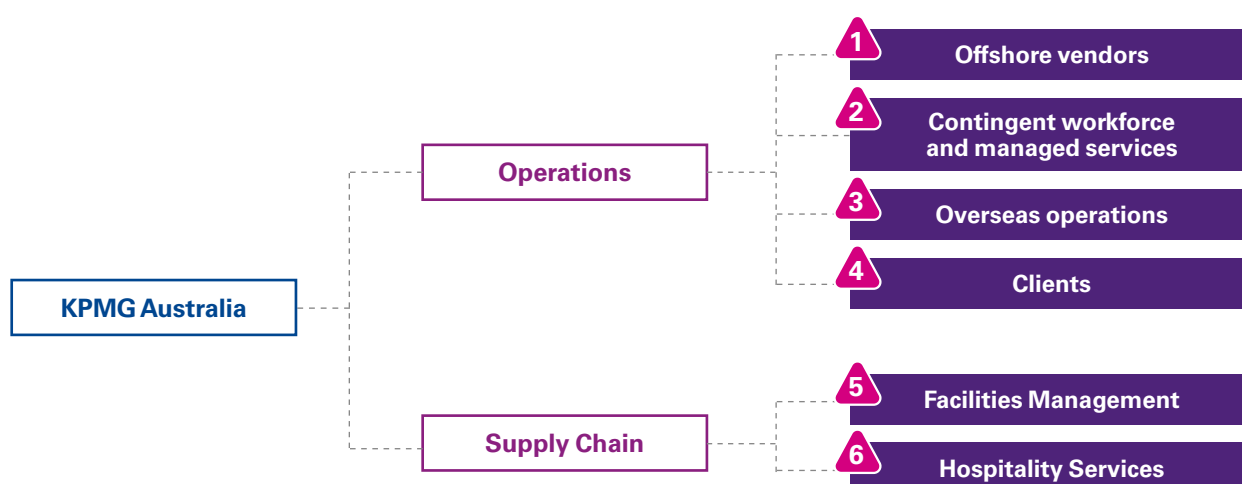 1
Offshore vendors
2
Contingent workforce
and managed services
Operations
3
Overseas operations
4
Clients
KPMG Australia
5
Facilities Management
Supply Chain
6
Hospitality Services